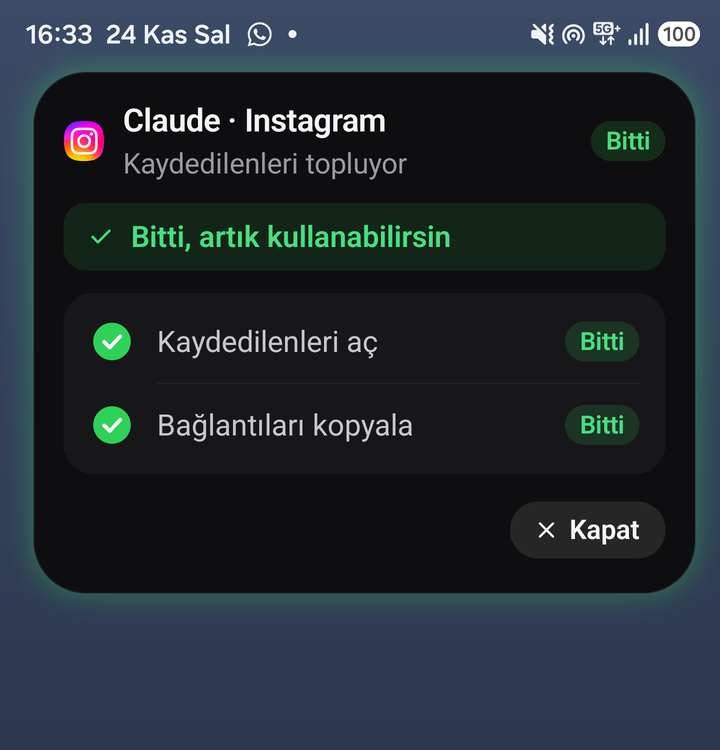 16:33 24 Kas Sal
5G+
100
Claude · Instagram
Kaydedilenleri topluyor
Bitti
Bitti, artık kullanabilirsin
Kaydedilenleri aç
Bitti
Bağlantıları kopyala
Bitti
Kapat